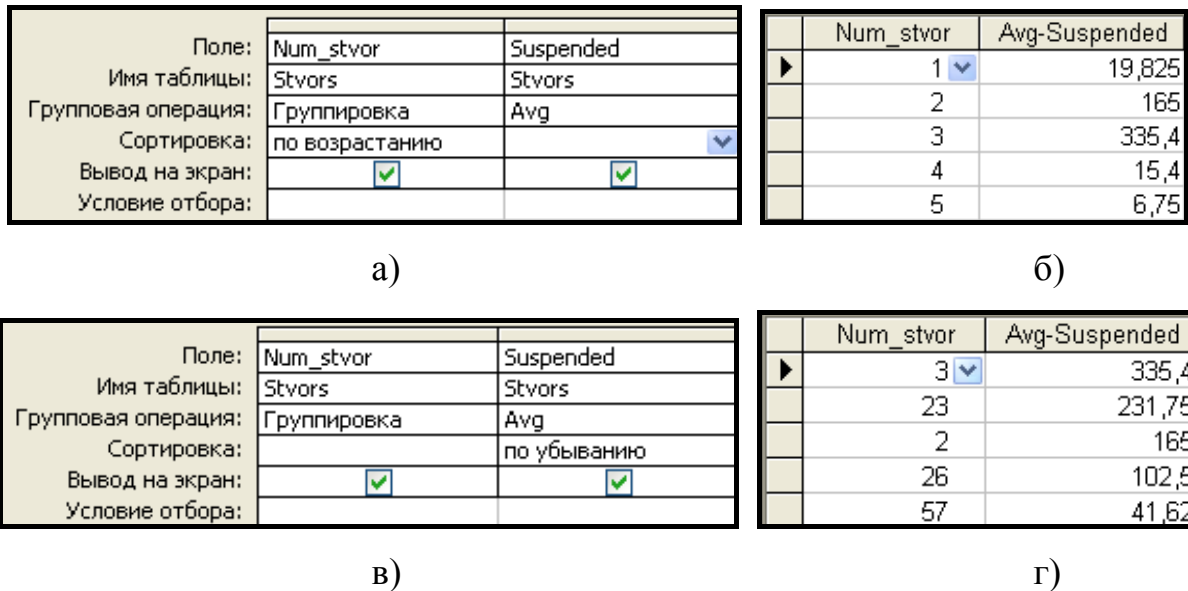 Поле: Num_stvor Suspended
Имя таблицы: Stvors Stvors
Групповая операция: Группировка Avg
Сортировка: по возрастанию
Вывод на экран:
Условие отбора:
Num_stvor Avg-Suspended
1 19,825
2 165
3 335,4
4 15,4
5 6,75
а) б)
Поле: Num_stvor Suspended
Имя таблицы: Stvors Stvors
Групповая операция: Группировка Avg
Сортировка: по убыванию
Вывод на экран:
Условие отбора:
Num_stvor Avg-Suspended
3 335,4
23 231,75
2 165
26 102,5
57 41,62
в) г)